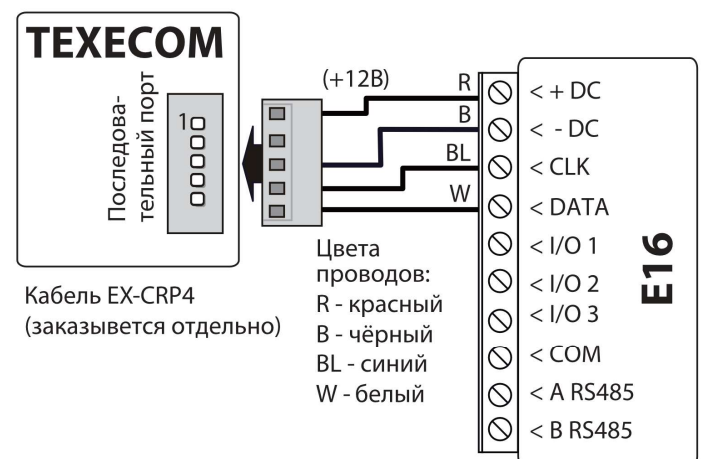 TEXECOM
Последова-
тельный порт
1
(+12В)
R
B
BL
W
< + DC
< - DC
< CLK
< DATA
< I/O 1
< I/O 2
< I/O 3
< COM
< A RS485
< B RS485
E16
Цвета
проводов:
R - красный
B - чёрный
BL - синий
W - белый
Кабель EX-CRP4
(заказывется отдельно)